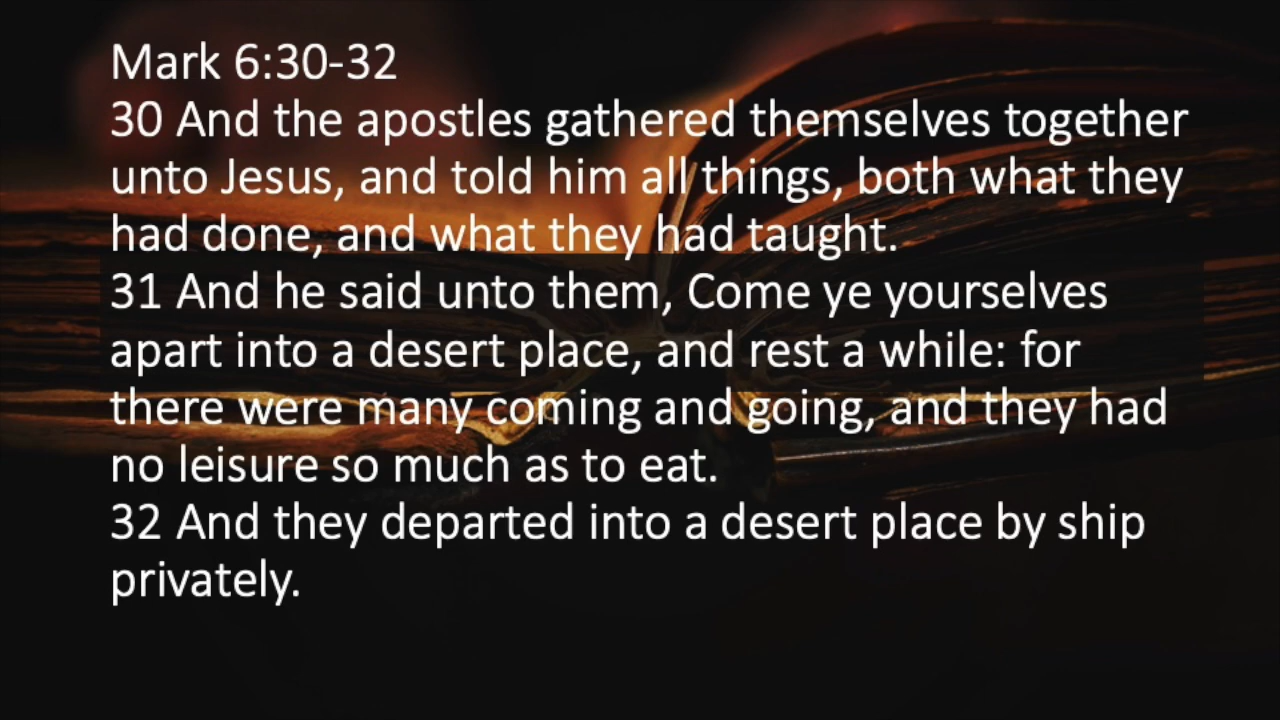 Mark 6:30-32
30 And the apostles gathered themselves together
unto Jesus, and told him all things, both what they
had done, and what they had taught.
31 And he said unto them, Come ye yourselves
apart into a desert place, and rest a while: for
there were many coming and going, and they had
no leisure so much as to eat.
32 And they departed into a desert place by ship
privately.